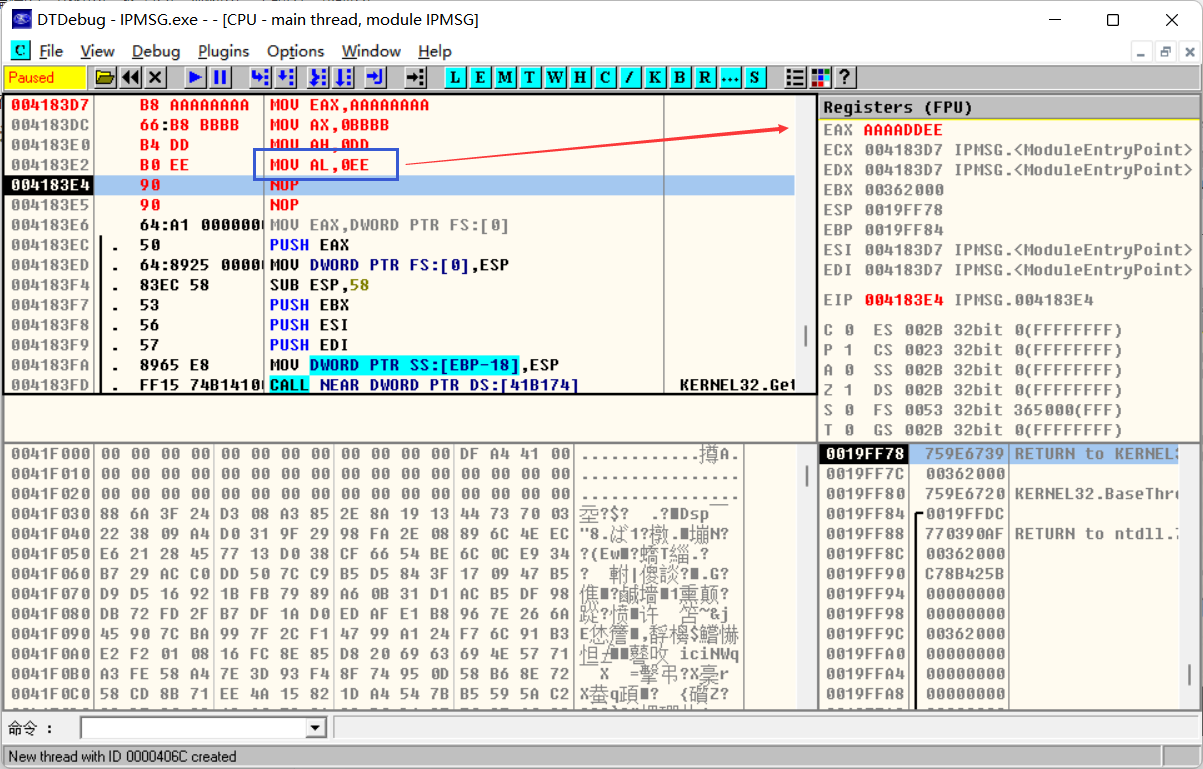 DTDebug - IPMSG.exe - - [CPU - main thread, module IPMSG]
C File View Debug Plugins Options Window Help
Paused L E M T W H C / K B R ... S ?
004183D7 B8 AAAAAAAA MOV EAX,AAAAAAAA
004183DC 66:B8 BBBB MOV AX,0BBBB
004183E0 B4 DD MOV AH,0DD
004183E2 B0 EE MOV AL,0EE
004183E4 90 NOP
004183E5 90 NOP
004183E6 64:A1 0000000 MOV EAX,DWORD PTR FS:[0]
004183EC . 50 PUSH EAX
004183ED . 64:8925 0000 MOV DWORD PTR FS:[0],ESP
004183F4 . 83EC 58 SUB ESP,58
004183F7 . 53 PUSH EBX
004183F8 . 56 PUSH ESI
004183F9 . 57 PUSH EDI
004183FA . 8965 E8 MOV DWORD PTR SS:[EBP-18],ESP
004183FD . FF15 74B1410 CALL NEAR DWORD PTR DS:[41B174] KERNEL32.Get
Registers (FPU)
EAX AAAADDEE
ECX 004183D7 IPMSG.<ModuleEntryPoint>
EDX 004183D7 IPMSG.<ModuleEntryPoint>
EBX 00362000
ESP 0019FF78
EBP 0019FF84
ESI 004183D7 IPMSG.<ModuleEntryPoint>
EDI 004183D7 IPMSG.<ModuleEntryPoint>
EIP 004183E4 IPMSG.004183E4
C 0 ES 002B 32bit 0(FFFFFFFF)
P 1 CS 0023 32bit 0(FFFFFFFF)
A 0 SS 002B 32bit 0(FFFFFFFF)
Z 1 DS 002B 32bit 0(FFFFFFFF)
S 0 FS 0053 32bit 365000(FFF)
T 0 GS 002B 32bit 0(FFFFFFFF)
0041F000 00 00 00 00 00 00 00 00 00 00 00 00 DF A4 41 00 ............撙A.
0041F010 00 00 00 00 00 00 00 00 00 00 00 00 00 00 00 00 ................
0041F020 00 00 00 00 00 00 00 00 00 00 00 00 00 00 00 00 ................
0041F030 88 6A 3F 24 D3 08 A3 85 2E 8A 19 13 44 73 70 03
0041F040 22 38 09 A4 D0 31 9F 29 98 FA 2E 08 89 6C 4E EC
0041F050 E6 21 28 45 77 13 D0 38 CF 66 54 BE 6C 0C E9 34
0041F060 B7 29 AC C0 DD 50 7C C9 B5 D5 84 3F 17 09 47 B5
0041F070 D9 D5 16 92 1B FB 79 89 A6 0B 31 D1 AC B5 DF 98
0041F080 DB 72 FD 2F B7 DF 1A D0 ED AF E1 B8 96 7E 26 6A
0041F090 45 90 7C BA 99 7F 2C F1 47 99 A1 24 F7 6C 91 B3
0041F0A0 E2 F2 01 08 16 FC 8E 85 D8 20 69 63 69 4E 57 71
0041F0B0 A3 FE 58 A4 7E 3D 93 F4 8F 74 95 0D 58 B6 8E 72
0041F0C0 58 CD 8B 71 EE 4A 15 82 1D A4 54 7B B5 59 5A C2
0019FF78 759E6739 RETURN to KERNEL3
0019FF7C 00362000
0019FF80 759E6720 KERNEL32.BaseThr
0019FF84 0019FFDC
0019FF88 770390AF RETURN to ntdll.7
0019FF8C 00362000
0019FF90 C78B425B
0019FF94 00000000
0019FF98 00000000
0019FF9C 00362000
0019FFA0 00000000
0019FFA4 00000000
0019FFA8 00000000
命令 :
New thread with ID 0000406C created